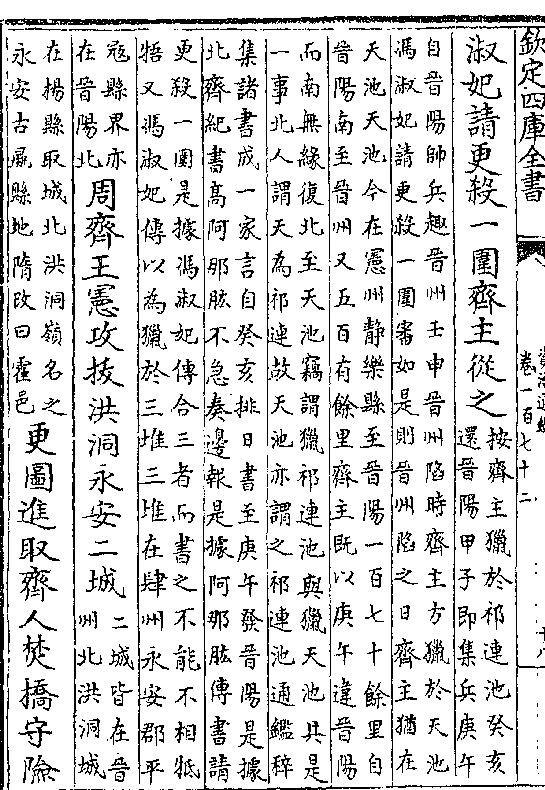 欽定四庫全書
卷一百七十二
淑妃請更殺一圍齊主從之
按齊主獵於祁連池癸亥
還晉陽甲子即集兵庚午
自晉陽帥兵趣晉州壬申晉州陷時齊主方獵於天池
馮淑妃請更殺一圍審如是則晉州陷之日齊主猶在
天池天池今在憲州靜樂縣至晉陽一百七十餘里自
晉陽南至晉州又五百有餘里齊主既以庚午違晉陽
而南無緣復北至天池竊謂獵祁連池與獵天池具是
一事北人謂天為祁連故天池亦謂之祁連池通鑑稡
集諸書成一家言自癸亥排日書至庚午發晉陽是據
北齊紀書高阿那肱不急奏邊報是據阿那肱傳書請
更殺一圍是據馮淑妃傳合三者而書之不能不相牴
牾又馮淑妃傳以為獵於三堆三堆在肆州永安郡平
寇縣界亦
在晉陽北
周齊王憲攻拔洪洞永安二城
二城皆在晉
州北洪洞城
在揚縣取城北洪洞嶺名之
永安古彘縣地隋改曰霍邑
更圖進取齊人焚橋守險